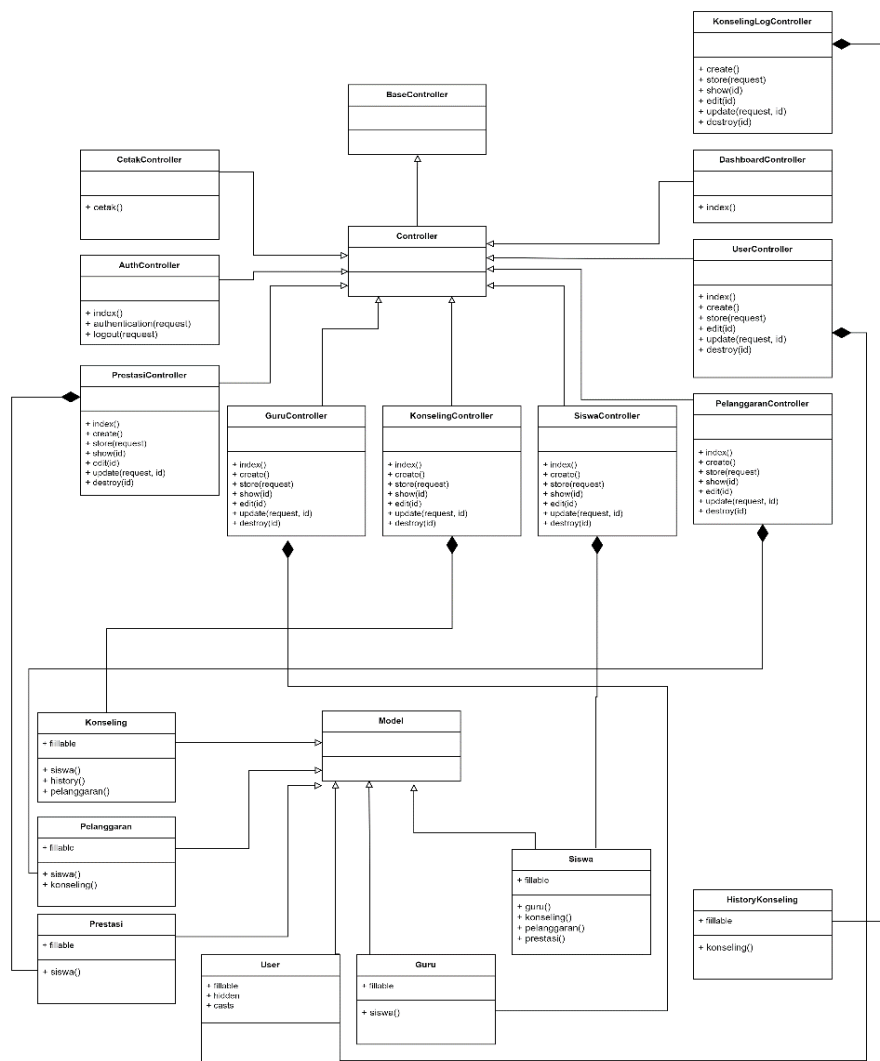 KonselingLogController
+ create()
+ store(request)
+ show(id)
+ edit(id)
+ update(request, id)
+ destroy(id)
BaseController
CetakController
+ cetak()
DashboardController
+ index()
Controller
UserController
+ index()
+ create()
+ store(request)
+ edit(id)
+ update(request, id)
+ destroy(id)
AuthController
+ index()
+ authentication(request)
+ logout(request)
PrestasiController
+ index()
+ create()
+ store(request)
+ show(id)
+ edit(id)
+ update(request, id)
+ destroy(id)
GuruController
+ index()
+ create()
+ store(request)
+ show(id)
+ edit(id)
+ update(request, id)
+ destroy(id)
KonselingController
+ index()
+ create()
+ store(request)
+ show(id)
+ edit(id)
+ update(request, id)
+ destroy(id)
SiswaController
+ index()
+ create()
+ store(request)
+ show(id)
+ edit(id)
+ update(request, id)
+ destroy(id)
PelanggaranController
+ index()
+ create()
+ store(request)
+ show(id)
+ edit(id)
+ update(request, id)
+ destroy(id)
Konseling
+ fiillable
+ siswa()
+ history()
+ pelanggaran()
Model
Pelanggaran
+ fillable
+ siswa()
+ konseling()
Prestasi
+ fillable
+ siswa()
Siswa
+ fillable
+ guru()
+ konseling()
+ pelanggaran()
+ prestasi()
HistoryKonseling
+ fiillable
+ konseling()
User
+ fillable
+ hidden
+ casts
Guru
+ fillable
+ siswa()